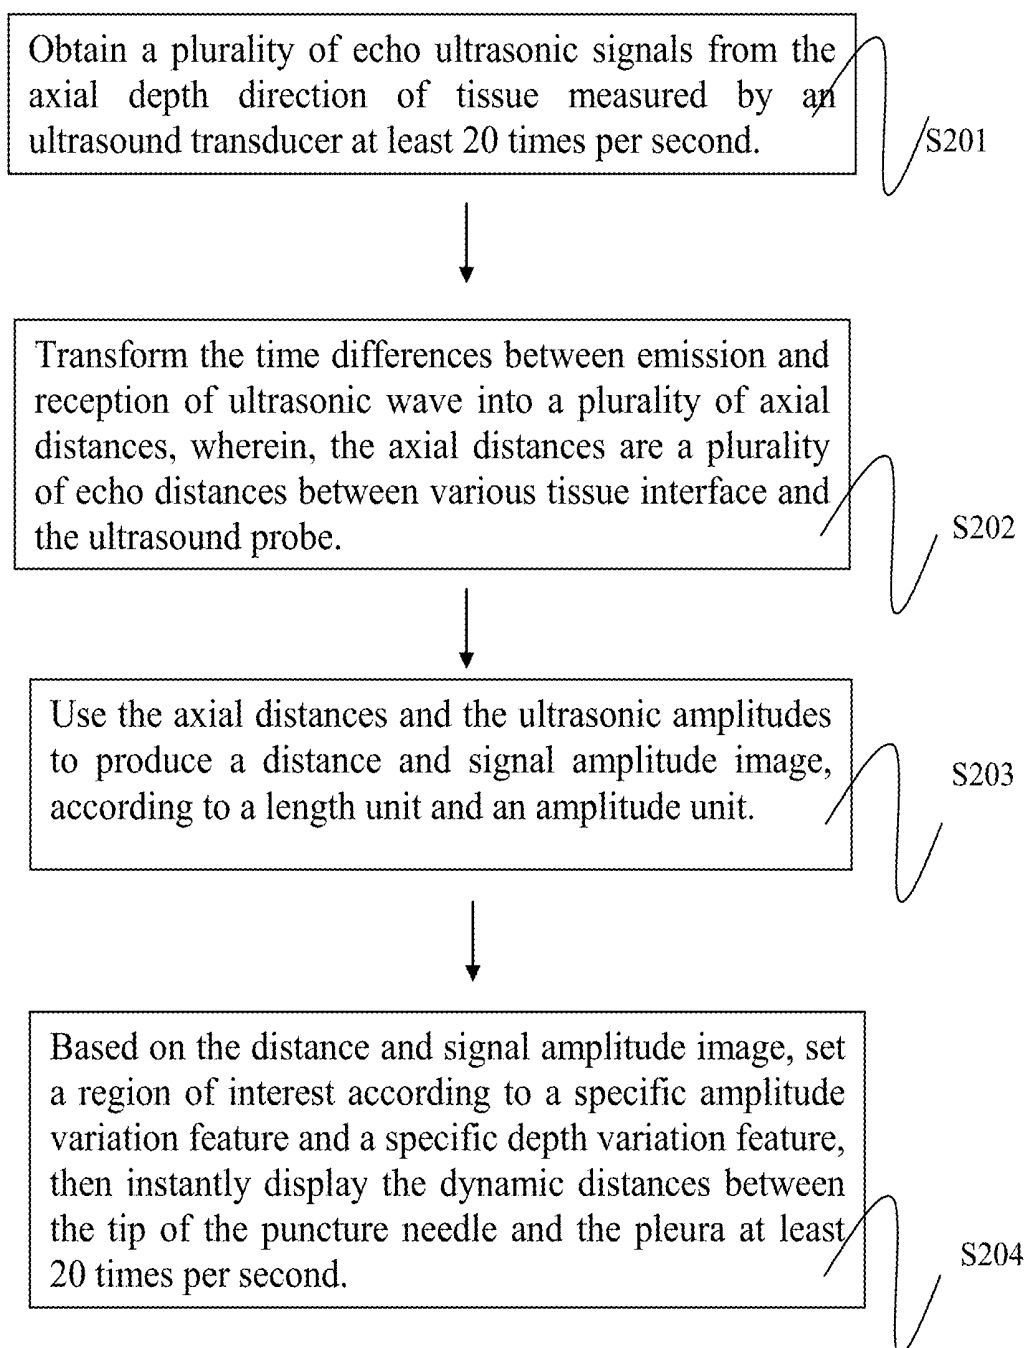 Obtain a plurality of echo ultrasonic signals from the
axial depth direction of tissue measured by an
ultrasound transducer at least 20 times per second.
S201
Transform the time differences between emission and
reception of ultrasonic wave into a plurality of axial
distances, wherein, the axial distances are a plurality
of echo distances between various tissue interface and
the ultrasound probe.
S202
Use the axial distances and the ultrasonic amplitudes
to produce a distance and signal amplitude image,
according to a length unit and an amplitude unit.
S203
Based on the distance and signal amplitude image, set
a region of interest according to a specific amplitude
variation feature and a specific depth variation feature,
then instantly display the dynamic distances between
the tip of the puncture needle and the pleura at least
20 times per second.
S204